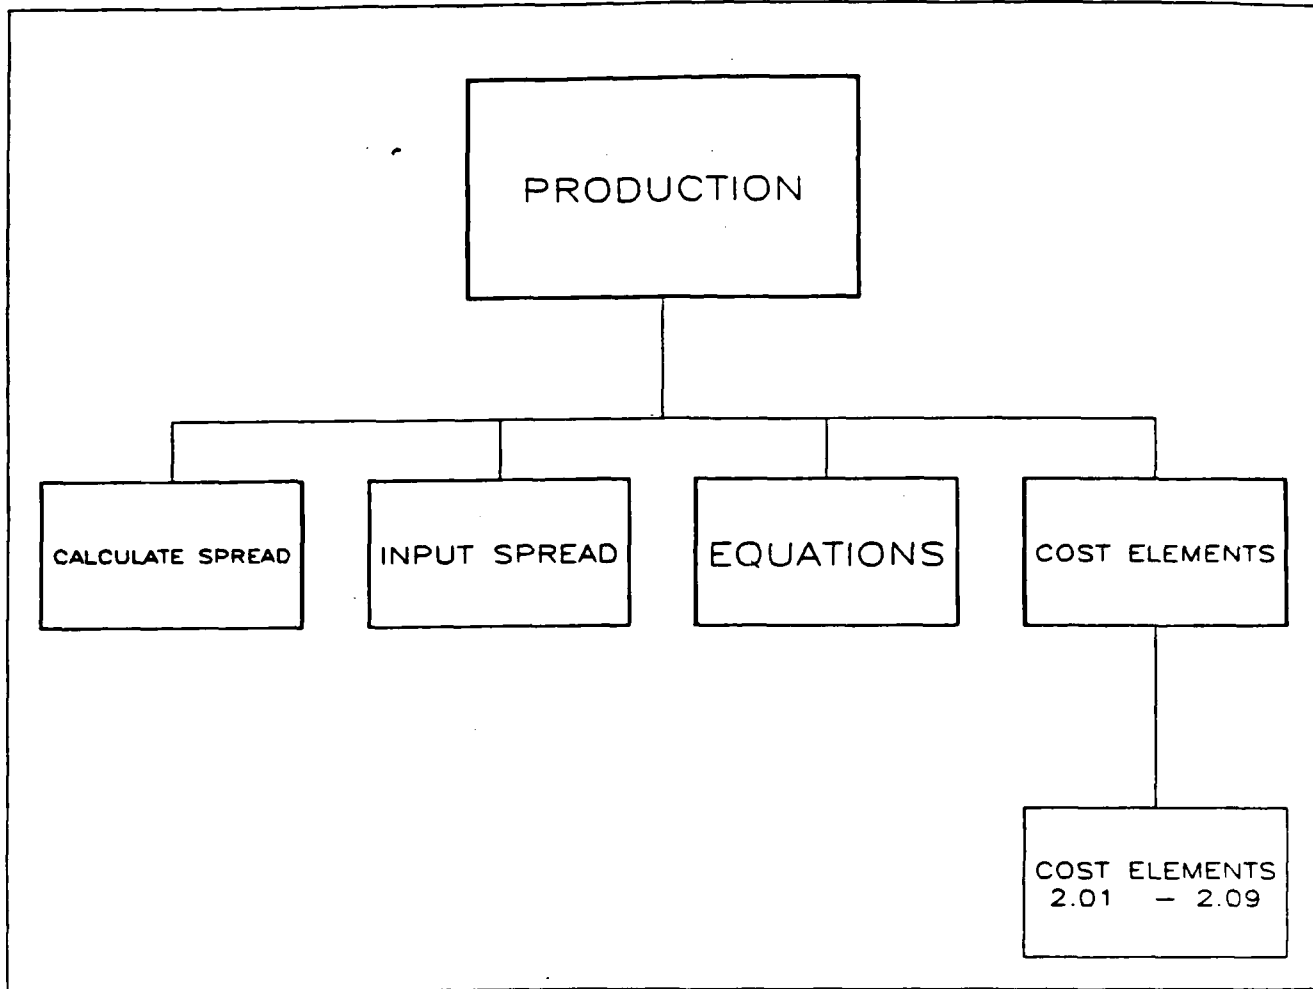 PRODUCTION
CALCULATE SPREAD
INPUT SPREAD
EQUATIONS
COST ELEMENTS
COST ELEMENTS
2.01 – 2.09